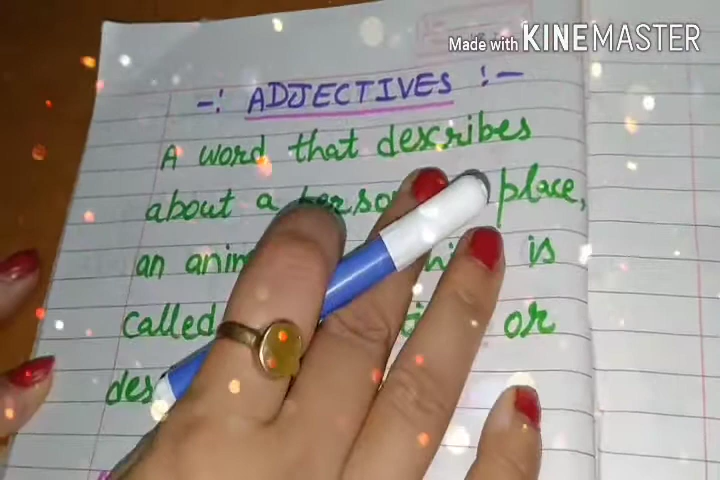 Made with KINEMASTER
-: ADJECTIVES :-
A word that describes
about a place,
an is
called or